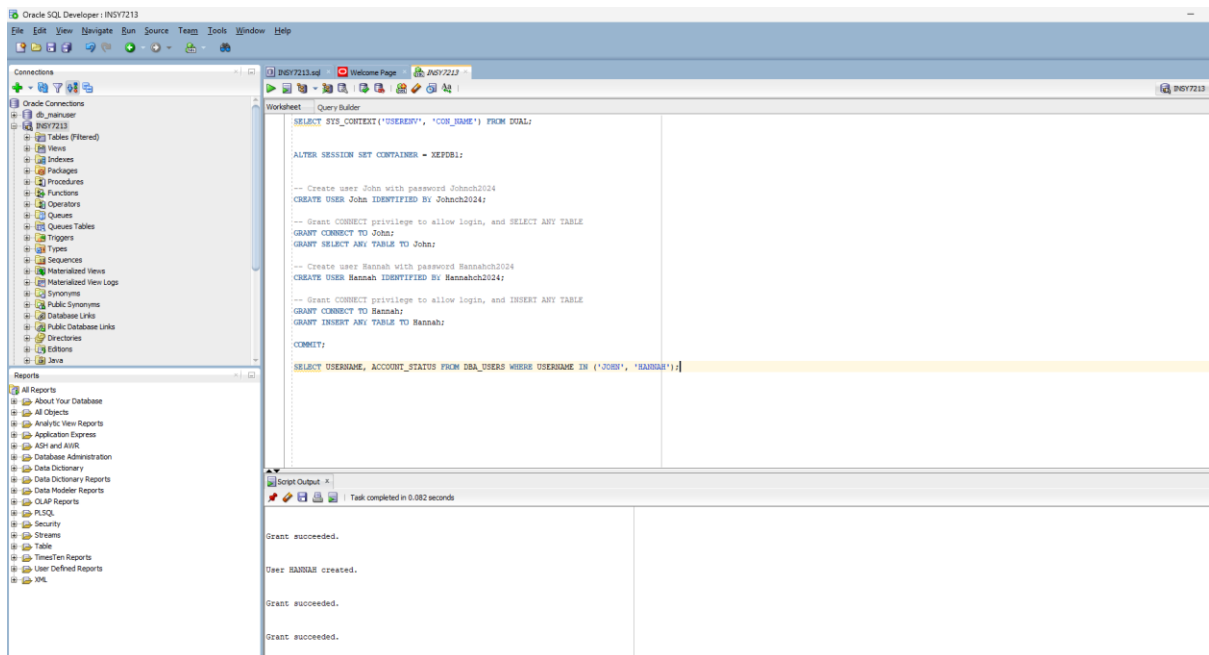 Oracle SQL Developer : INSY7213
File Edit View Navigate Run Source Team Tools Window Help
Connections
Oracle Connections
db_mainuser
INSY7213
Tables (Filtered)
Views
Indexes
Packages
Procedures
Functions
Operators
Queues
Queues Tables
Triggers
Types
Sequences
Materialized Views
Materialized View Logs
Synonyms
Public Synonyms
Database Links
Public Database Links
Directories
Editions
Java
Reports
All Reports
About Your Database
All Objects
Analytic View Reports
Application Express
ASH and AWR
Database Administration
Data Dictionary
Data Dictionary Reports
Data Modeler Reports
OLAP Reports
PLSQL
Security
Streams
Table
TimesTen Reports
User Defined Reports
XML
INSY7213.sql Welcome Page INSY7213
INSY7213
Worksheet Query Builder
SELECT SYS_CONTEXT('USERENV', 'CON_NAME') FROM DUAL;
ALTER SESSION SET CONTAINER = XEPDB1;
-- Create user John with password Johnch2024
CREATE USER John IDENTIFIED BY Johnch2024;
-- Grant CONNECT privilege to allow login, and SELECT ANY TABLE
GRANT CONNECT TO John;
GRANT SELECT ANY TABLE TO John;
-- Create user Hannah with password Hannahch2024
CREATE USER Hannah IDENTIFIED BY Hannahch2024;
-- Grant CONNECT privilege to allow login, and INSERT ANY TABLE
GRANT CONNECT TO Hannah;
GRANT INSERT ANY TABLE TO Hannah;
COMMIT;
SELECT USERNAME, ACCOUNT_STATUS FROM DBA_USERS WHERE USERNAME IN ('JOHN', 'HANNAH');
Script Output
Task completed in 0.082 seconds
Grant succeeded.
User HANNAH created.
Grant succeeded.
Grant succeeded.